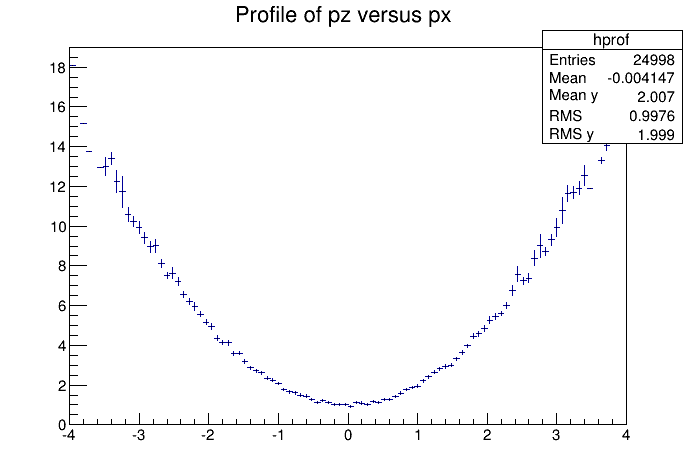 Profile of pz versus px
hprof
Entries 24998
Mean -0.004147
Mean y 2.007
RMS 0.9976
RMS y 1.999
18
16
14
12
10
8
6
4
2
0
-4 -3 -2 -1 0 1 2 3 4